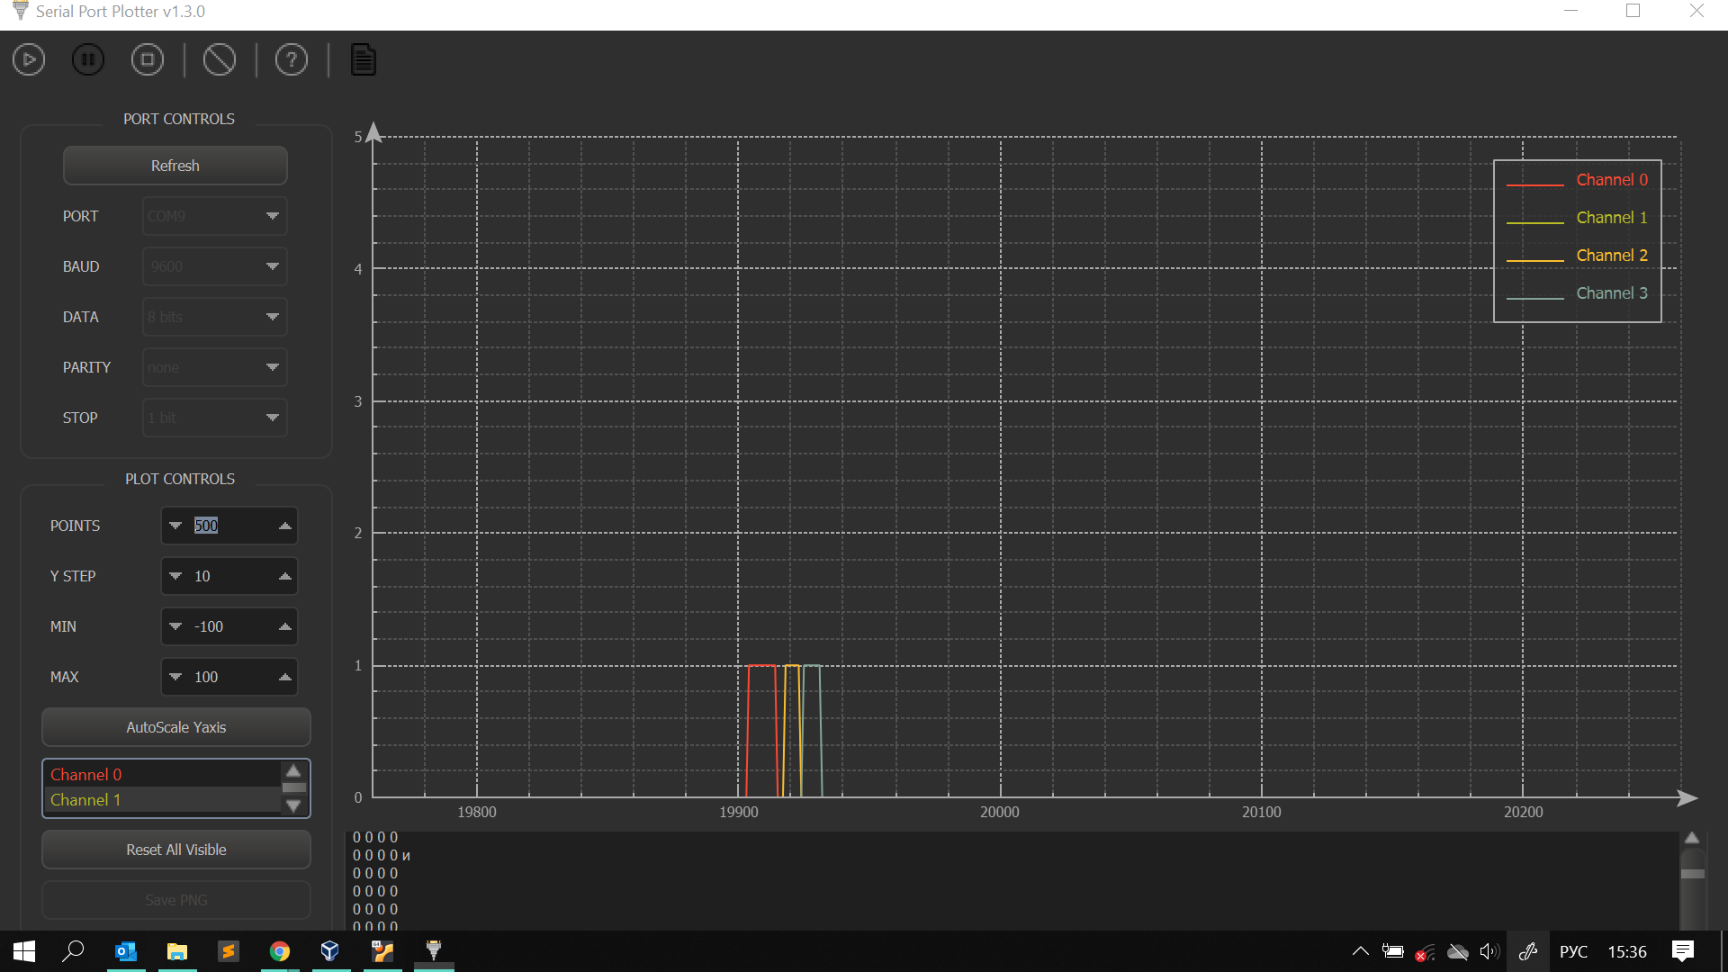 Serial Port Plotter v1.3.0
PORT CONTROLS
Refresh
PORT COM9
BAUD 9600
DATA 8 bits
PARITY none
STOP 1 bit
PLOT CONTROLS
POINTS 500
Y STEP 10
MIN -100
MAX 100
AutoScale Yaxis
Channel 0
Channel 1
Reset All Visible
Save PNG
5
4
3
2
1
0
19800 19900 20000 20100 20200
Channel 0
Channel 1
Channel 2
Channel 3
0 0 0 0
0 0 0 0 и
0 0 0 0
0 0 0 0
0 0 0 0
0 0 0 0
РУС 15:36